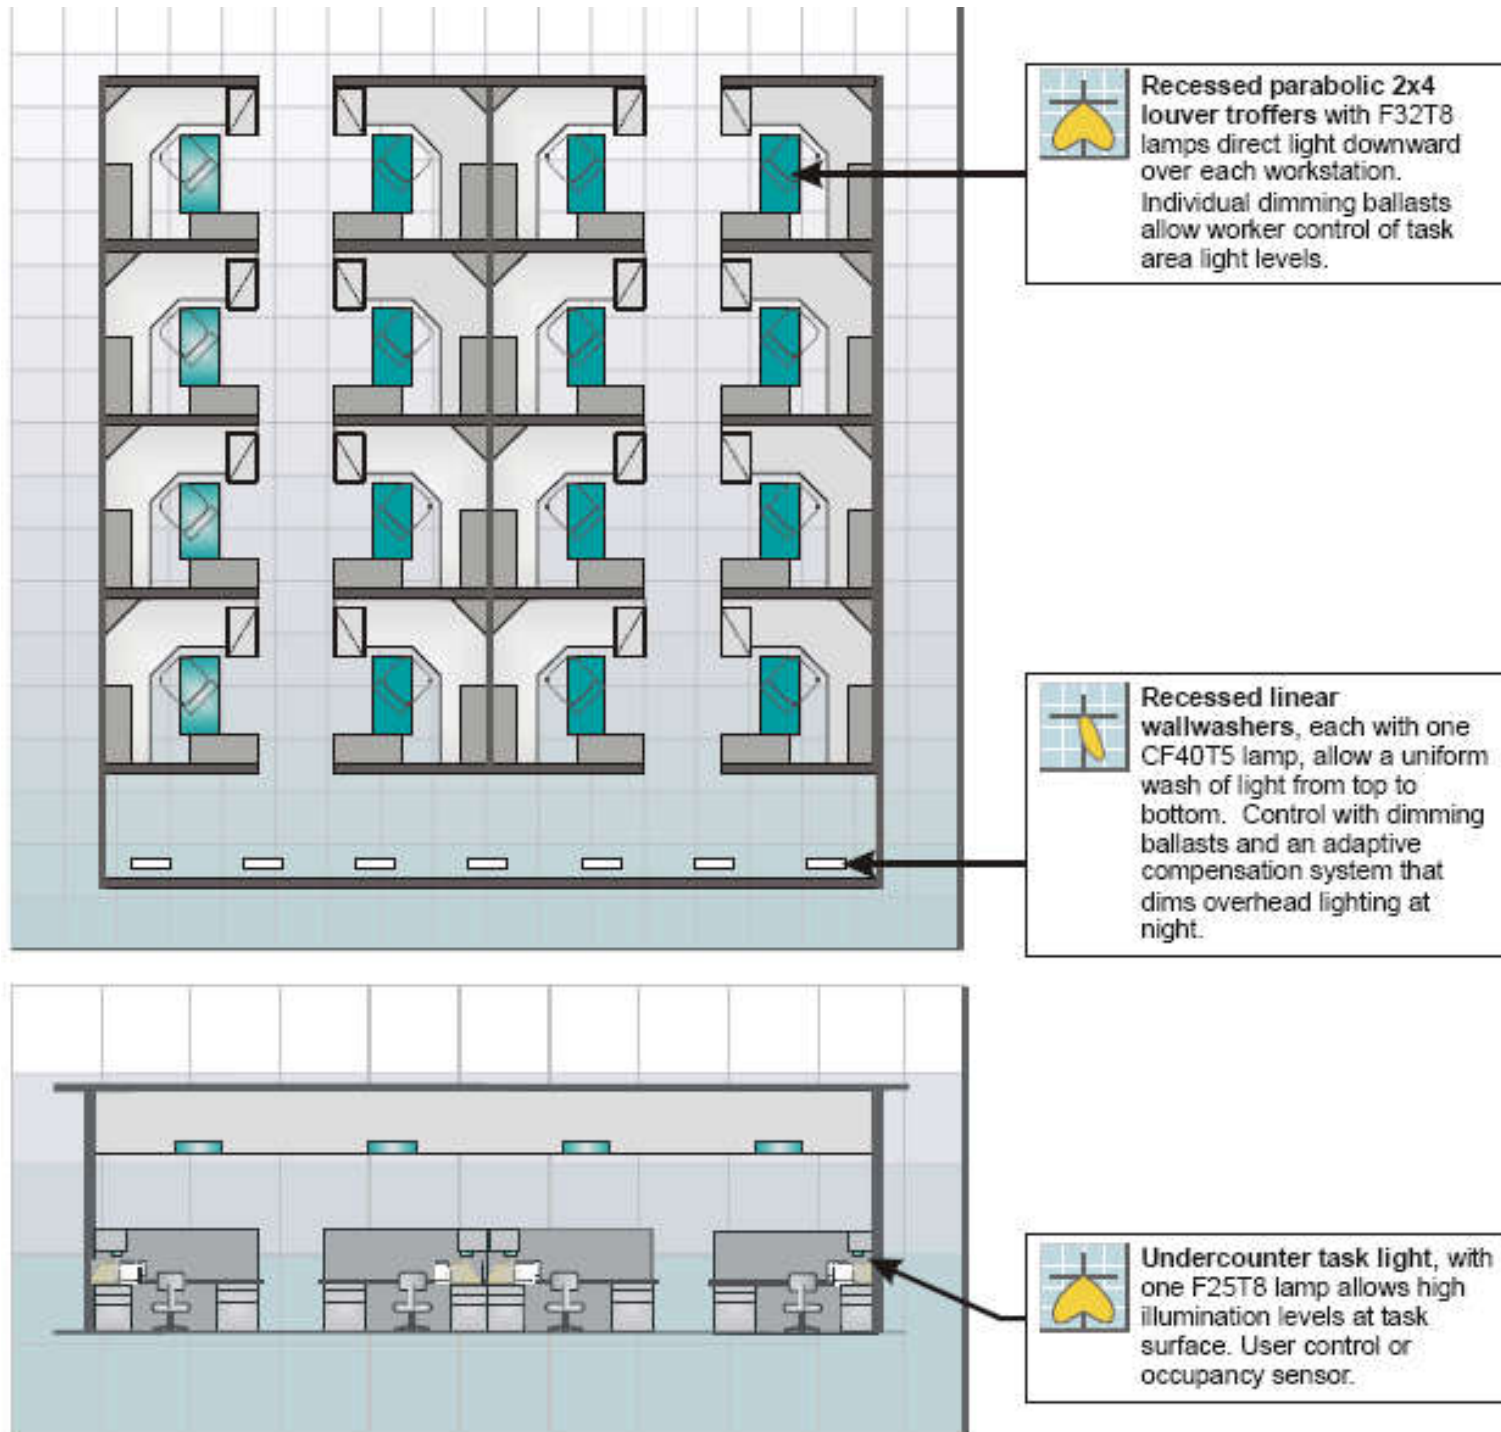 Recessed parabolic 2x4
louver troffers with F32T8
lamps direct light downward
over each workstation.
Individual dimming ballasts
allow worker control of task
area light levels.
Recessed linear
wallwashers, each with one
CF40T5 lamp, allow a uniform
wash of light from top to
bottom.  Control with dimming
ballasts and an adaptive
compensation system that
dims overhead lighting at
night.
Undercounter task light, with
one F25T8 lamp allows high
illumination levels at task
surface. User control or
occupancy sensor.